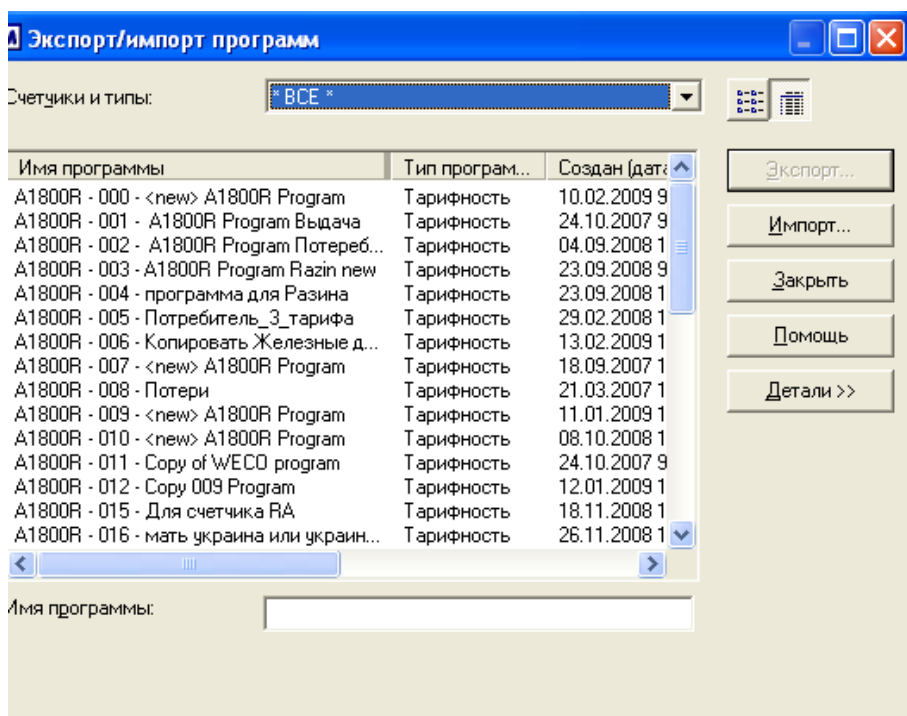 Экспорт/импорт программ
Счетчики и типы: * ВСЕ *
Имя программы Тип програм... Создан (дата
A1800R - 000 - <new> A1800R Program Тарифность 10.02.2009 9
A1800R - 001 - A1800R Program Выдача Тарифность 24.10.2007 9
A1800R - 002 - A1800R Program Потереб... Тарифность 04.09.2008 1
A1800R - 003 - A1800R Program Razin new Тарифность 23.09.2008 9
A1800R - 004 - программа для Разина Тарифность 23.09.2008 1
A1800R - 005 - Потребитель_3_тарифа Тарифность 29.02.2008 1
A1800R - 006 - Копировать Железные д... Тарифность 13.02.2009 1
A1800R - 007 - <new> A1800R Program Тарифность 18.09.2007 1
A1800R - 008 - Потери Тарифность 21.03.2007 1
A1800R - 009 - <new> A1800R Program Тарифность 11.01.2009 1
A1800R - 010 - <new> A1800R Program Тарифность 08.10.2008 1
A1800R - 011 - Copy of WECO program Тарифность 24.10.2007 9
A1800R - 012 - Copy 009 Program Тарифность 12.01.2009 1
A1800R - 015 - Для счетчика RA Тарифность 18.11.2008 1
A1800R - 016 - мать украина или украин... Тарифность 26.11.2008 1
Экспорт...
Импорт...
Закрыть
Помощь
Детали >>
Имя программы: